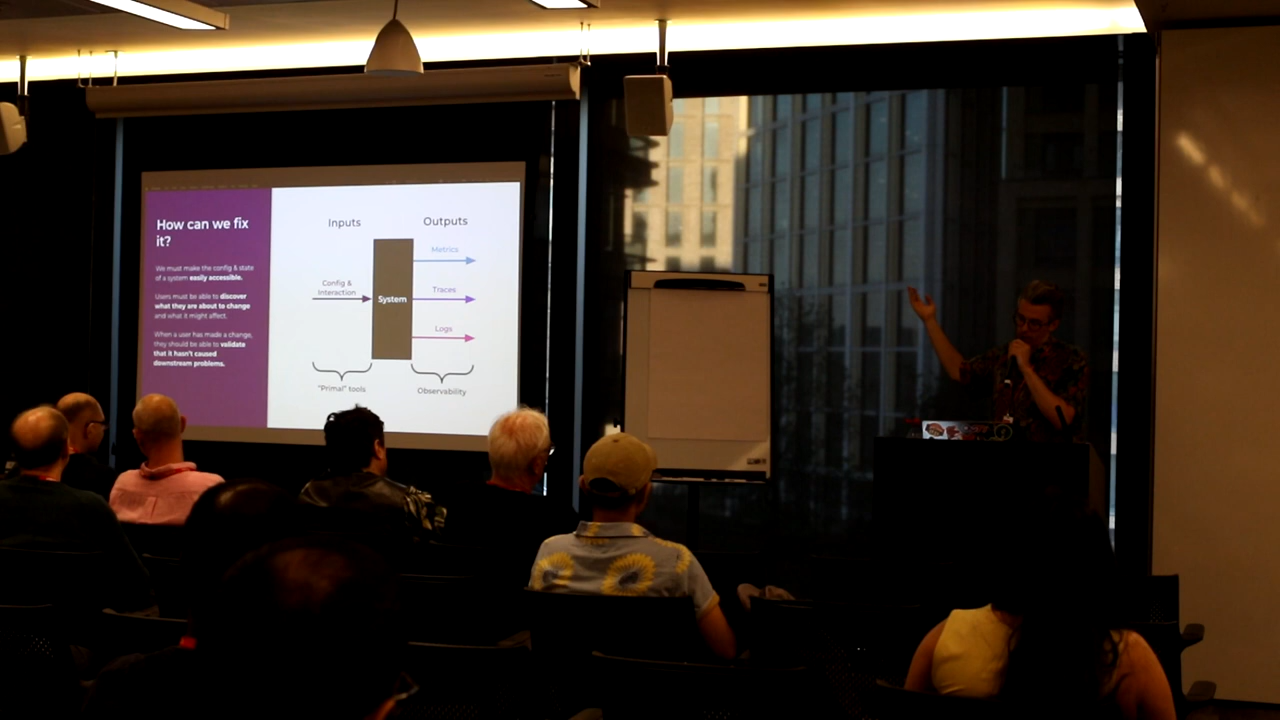 How can we fix
it?
We must make the config & state
of a system easily accessible.
Users must be able to discover
what they are about to change
and what it might affect.
When a user has made a change,
they should be able to validate
that it hasn't caused
downstream problems.
Inputs
Outputs
Metrics
Config &
Interaction
System
Traces
Logs
"Primal" tools
Observability